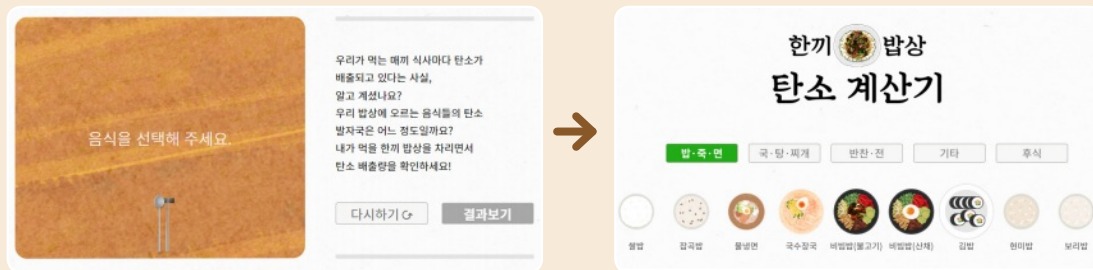 음식을 선택해 주세요.
우리가 먹는 매끼 식사마다 탄소가
배출되고 있다는 사실,
알고 계셨나요?
우리 밥상에 오르는 음식들의 탄소
발자국은 어느 정도일까요?
내가 먹을 한끼 밥상을 차리면서
탄소 배출량을 확인하세요!
다시하기 결과보기
한끼 밥상
탄소 계산기
밥·죽·면 국·탕·찌개 반찬·전 기타 후식
쌀밥 잡곡밥 물냉면 국수장국 비빔밥(불고기) 비빔밥(산채) 김밥 현미밥 보리밥